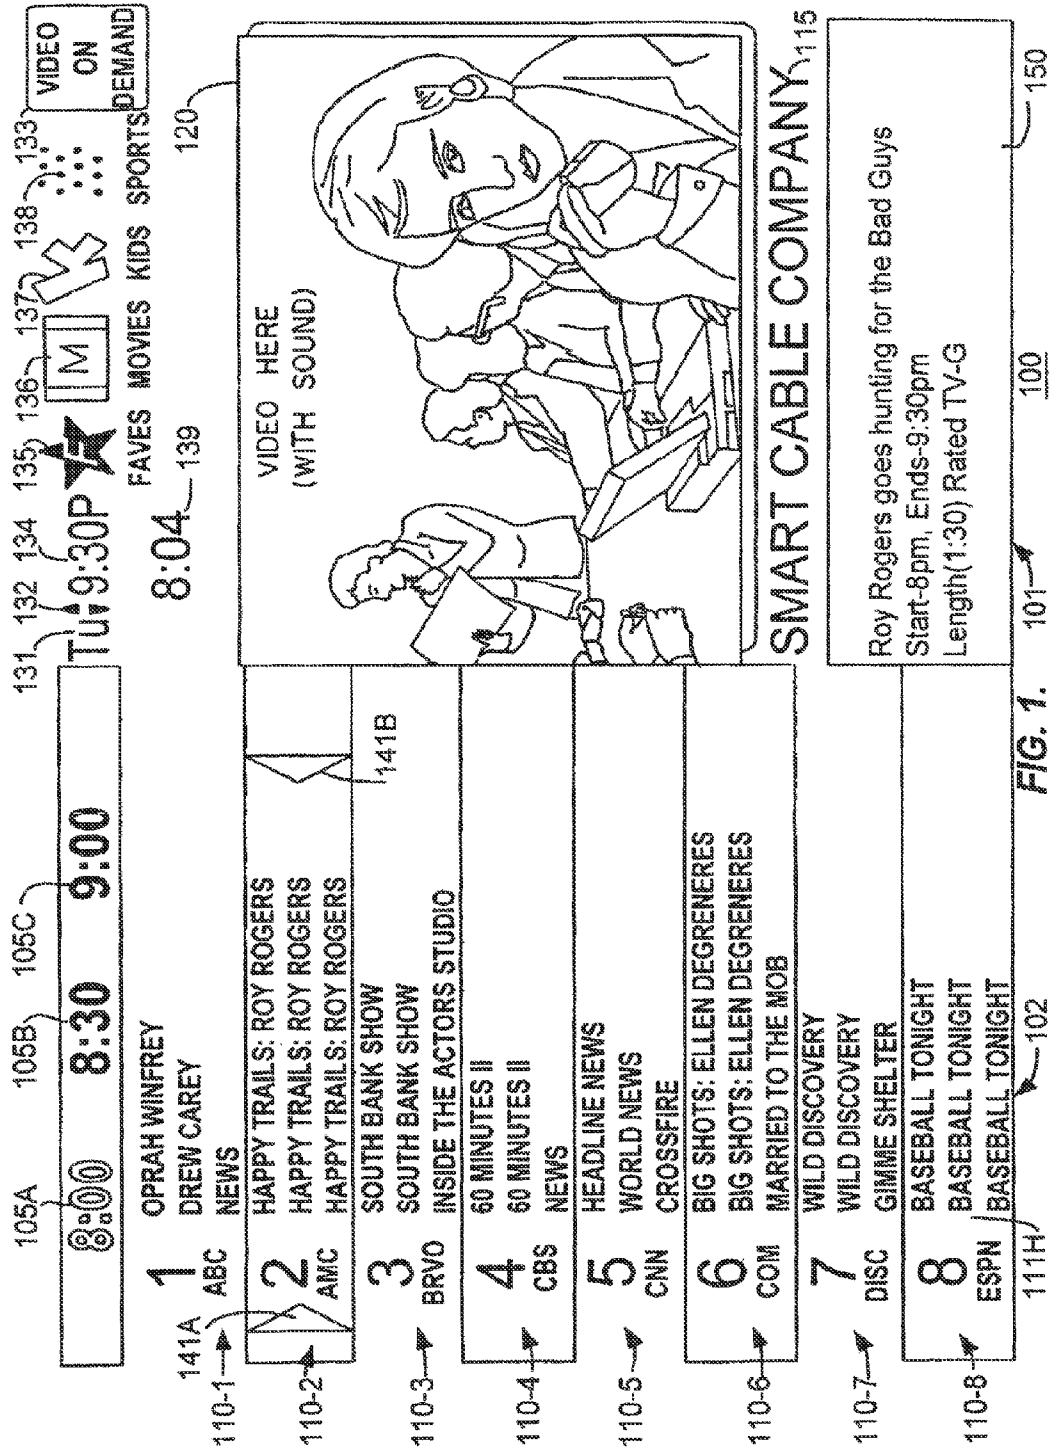 131
132
134
135
136
137
138
133
105A
105B
105C
8:00
8:30
9:00
Tu
9:30P
M
K
VIDEO
ON
DEMAND
FAVES
MOVIES
KIDS
SPORTS
8:04
139
120
110-1
1
ABC
OPRAH WINFREY
DREW CAREY
NEWS
141A
110-2
2
AMC
HAPPY TRAILS: ROY ROGERS
HAPPY TRAILS: ROY ROGERS
HAPPY TRAILS: ROY ROGERS
141B
110-3
3
BRVO
SOUTH BANK SHOW
SOUTH BANK SHOW
INSIDE THE ACTORS STUDIO
110-4
4
CBS
60 MINUTES II
60 MINUTES II
NEWS
110-5
5
CNN
HEADLINE NEWS
WORLD NEWS
CROSSFIRE
110-6
6
COM
BIG SHOTS: ELLEN DEGRENERES
BIG SHOTS: ELLEN DEGRENERES
MARRIED TO THE MOB
110-7
7
DISC
WILD DISCOVERY
WILD DISCOVERY
GIMME SHELTER
110-8
8
ESPN
BASEBALL TONIGHT
BASEBALL TONIGHT
BASEBALL TONIGHT
111H
102
VIDEO HERE
(WITH SOUND)
SMART CABLE COMPANY
115
Roy Rogers goes hunting for the Bad Guys
Start-8pm, Ends-9:30pm
Length(1:30) Rated TV-G
150
101
100
FIG. 1.